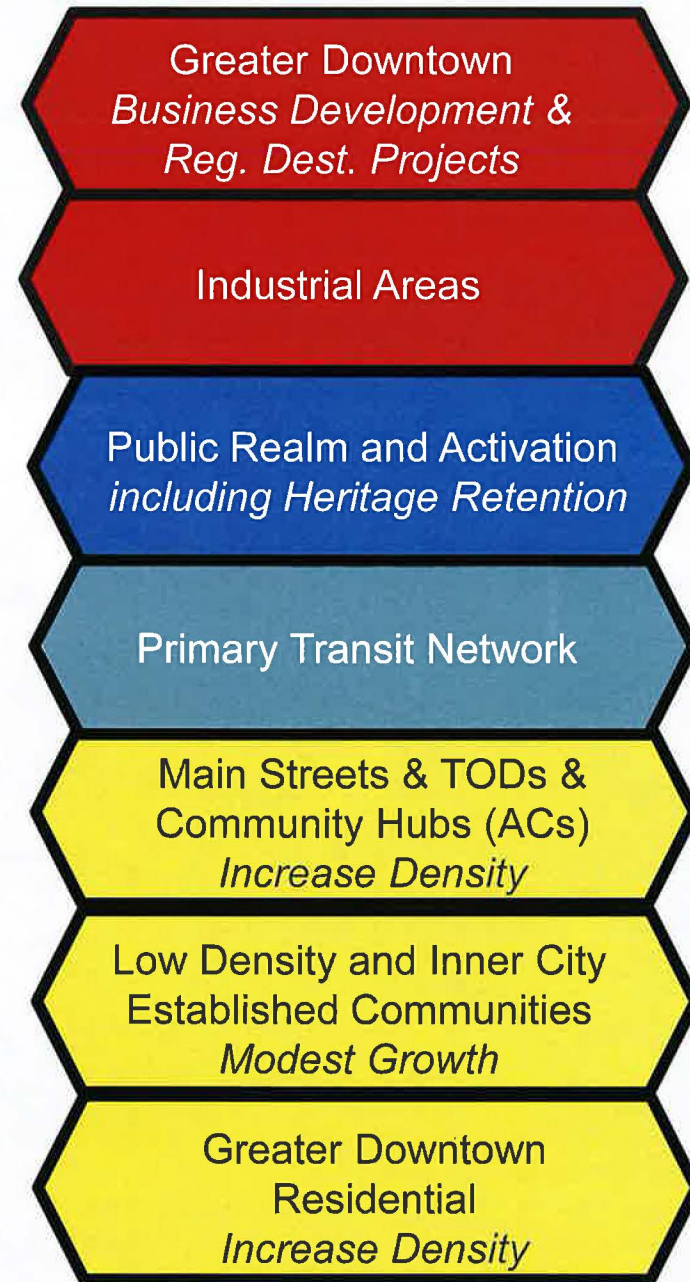 Greater Downtown
Business Development &
Reg. Dest. Projects
Industrial Areas
Public Realm and Activation
including Heritage Retention
Primary Transit Network
Main Streets & TODs &
Community Hubs (ACs)
Increase Density
Low Density and Inner City
Established Communities
Modest Growth
Greater Downtown
Residential
Increase Density